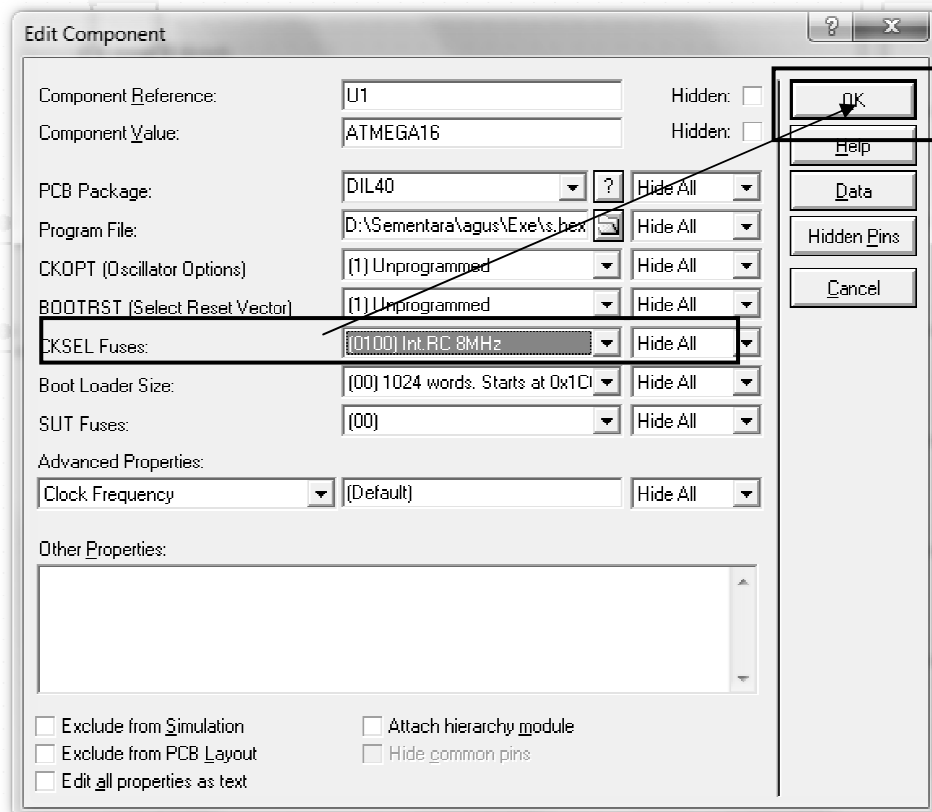 Edit Component
Component Reference: U1 Hidden: OK
Component Value: ATMEGA16 Hidden: Help
PCB Package: DIL40 ? Hide All Data
Program File: D:\Sementara\agus\Exe\s.hex Hide All Hidden Pins
CKOPT (Oscillator Options) (1) Unprogrammed Hide All
BOOTRST (Select Reset Vector) (1) Unprogrammed Hide All Cancel
CKSEL Fuses: (0100) Int.RC 8MHz Hide All
Boot Loader Size: (00) 1024 words. Starts at 0x1C Hide All
SUT Fuses: (00) Hide All
Advanced Properties:
Clock Frequency (Default) Hide All
Other Properties:
Exclude from Simulation Attach hierarchy module
Exclude from PCB Layout Hide common pins
Edit all properties as text